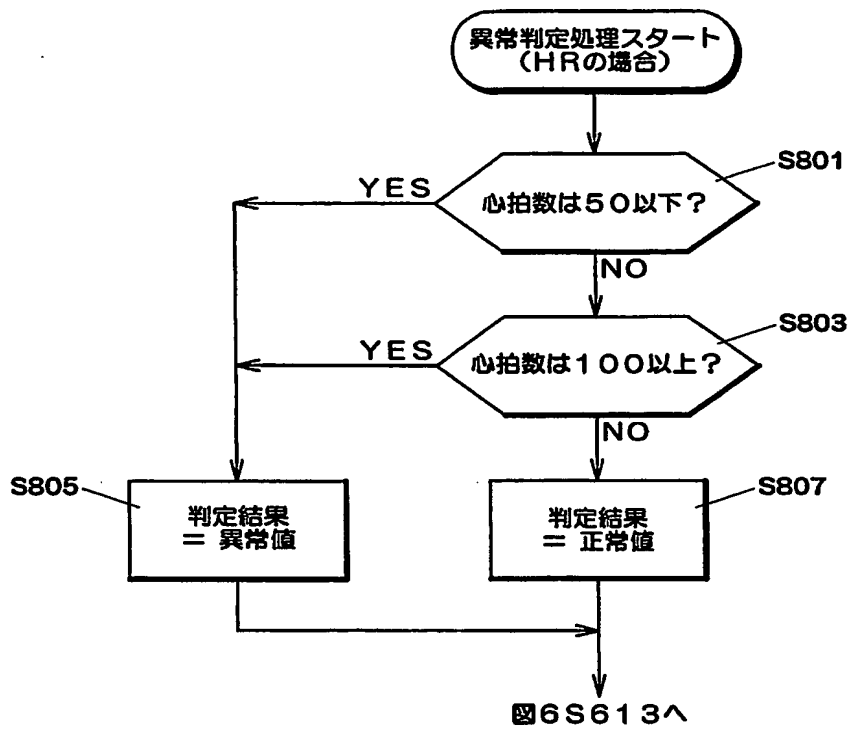 異常判定処理スタート
（HRの場合）
S801
YES
心拍数は50以下？
NO
S803
YES
心拍数は100以上？
NO
S805
S807
判定結果
＝ 異常値
判定結果
＝ 正常値
図6S613へ